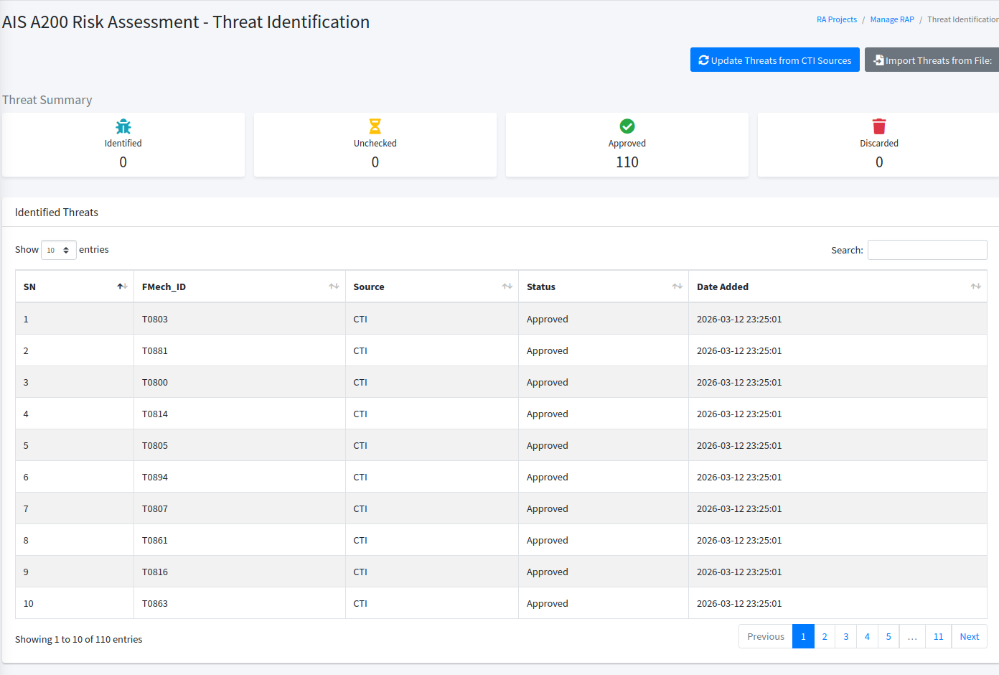 AIS A200 Risk Assessment - Threat Identification
RA Projects / Manage RAP / Threat Identification
Update Threats from CTI Sources
Import Threats from File:
Threat Summary
Identified Unchecked Approved Discarded
0 0 110 0
Identified Threats
Show 10 entries Search:
SN FMech_ID Source Status Date Added
1 T0803 CTI Approved 2026-03-12 23:25:01
2 T0881 CTI Approved 2026-03-12 23:25:01
3 T0800 CTI Approved 2026-03-12 23:25:01
4 T0814 CTI Approved 2026-03-12 23:25:01
5 T0805 CTI Approved 2026-03-12 23:25:01
6 T0894 CTI Approved 2026-03-12 23:25:01
7 T0807 CTI Approved 2026-03-12 23:25:01
8 T0861 CTI Approved 2026-03-12 23:25:01
9 T0816 CTI Approved 2026-03-12 23:25:01
10 T0863 CTI Approved 2026-03-12 23:25:01
Showing 1 to 10 of 110 entries Previous 1 2 3 4 5 … 11 Next